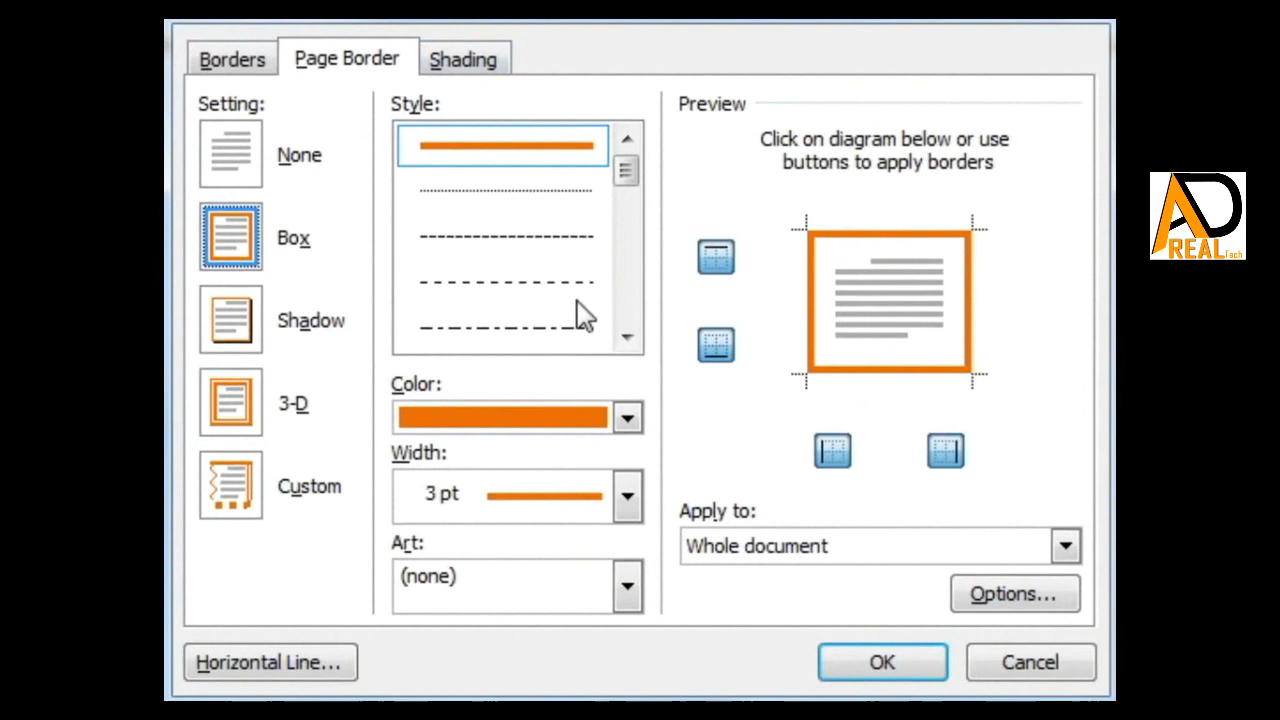 Borders
Page Border
Shading
Setting:
None
Box
Shadow
3-D
Custom
Style:
Color:
Width:
3 pt
Art:
(none)
Preview
Click on diagram below or use
buttons to apply borders
Apply to:
Whole document
Options...
Horizontal Line...
OK
Cancel
AD
REAL Tech